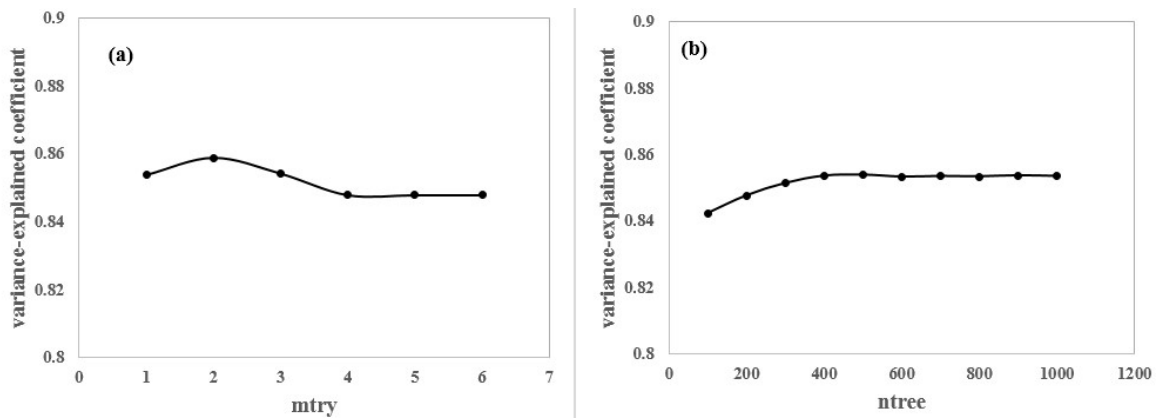 (a)
variance-explained coefficient
0.9
0.88
0.86
0.84
0.82
0.8
0 1 2 3 4 5 6 7
mtry
(b)
variance-explained coefficient
0.9
0.88
0.86
0.84
0.82
0.8
0 200 400 600 800 1000 1200
ntree